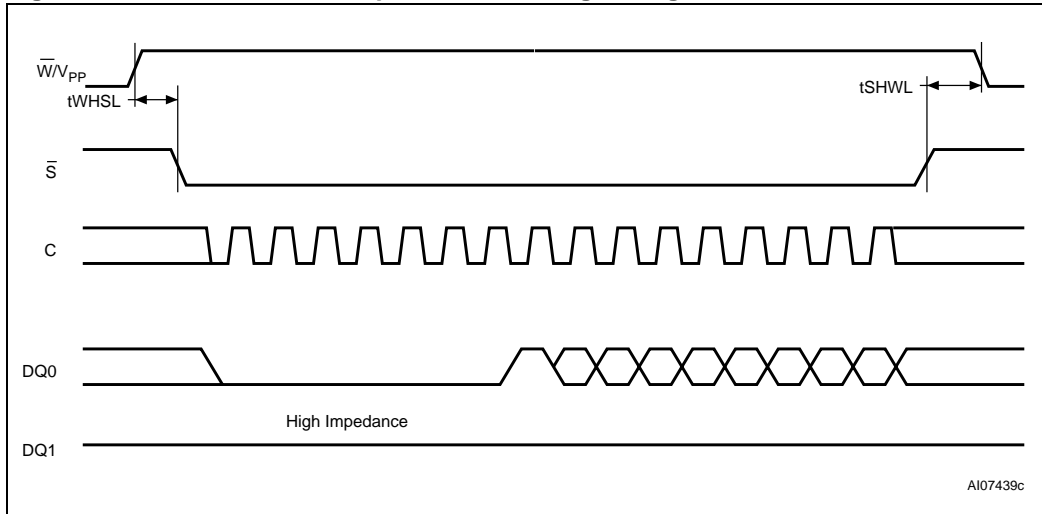 W̅/VPP
tWHSL
tSHWL
S̅
C
DQ0
High Impedance
DQ1
AI07439c